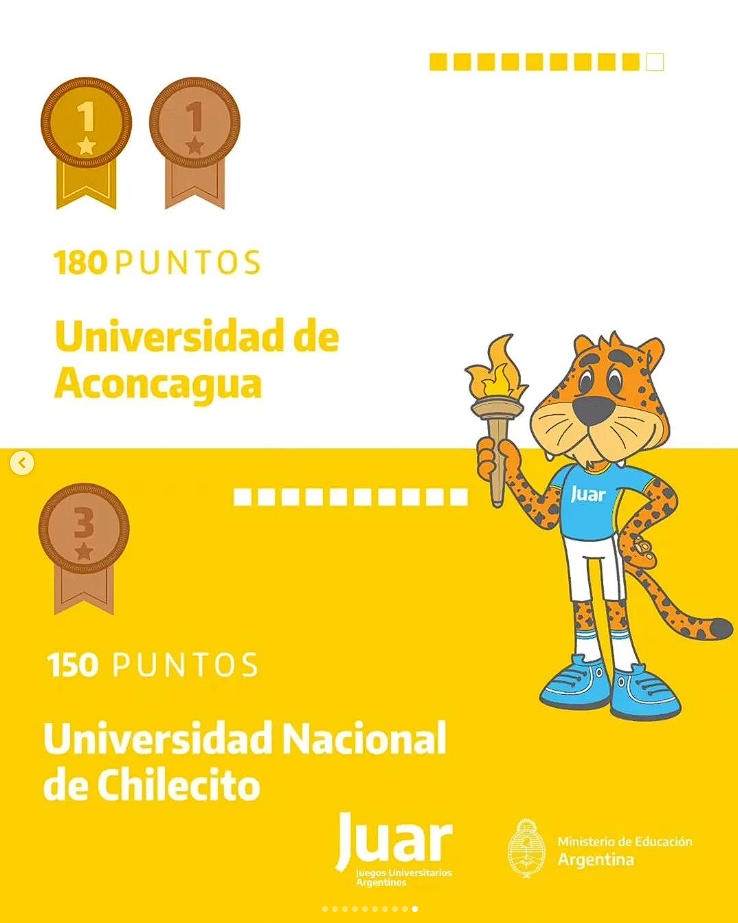 1
1
180 PUNTOS
Universidad de
Aconcagua
Juar
3
150 PUNTOS
Universidad Nacional
de Chilecito
Juar
Juegos Universitarios
Argentinos
Ministerio de Educación
Argentina